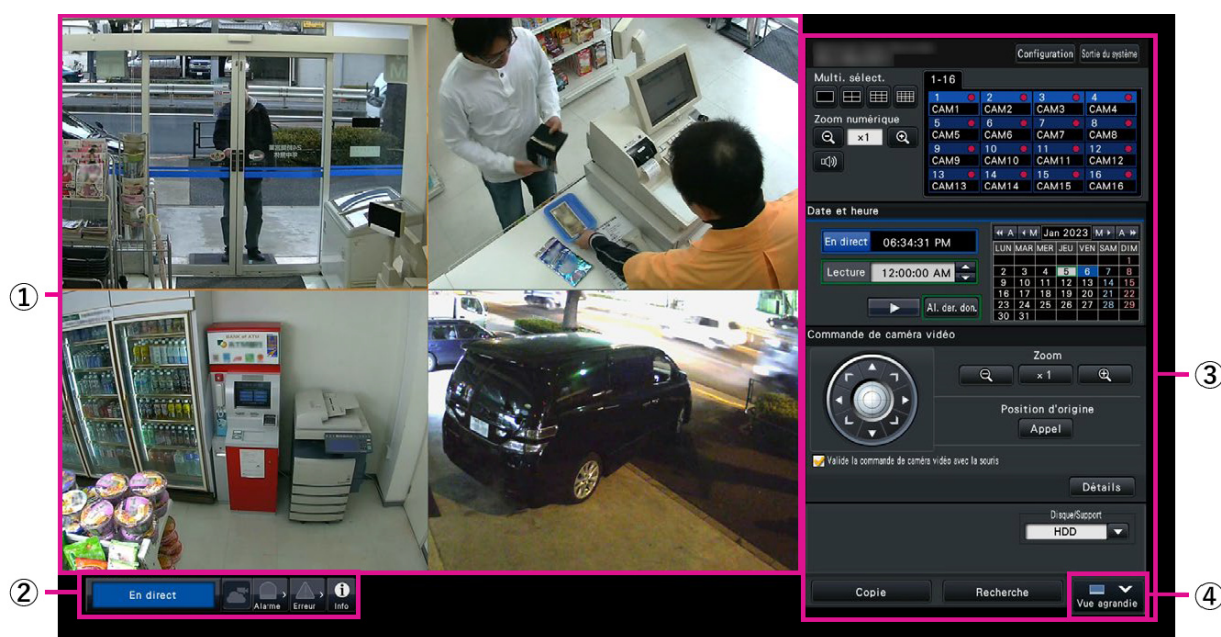 ①
②
③
④
BANK の ATM
En direct
Alarme
Erreur
Info
Configuration Sortie du système
Multi. sélect.
1-16
1 2 3 4
CAM1 CAM2 CAM3 CAM4
5 6 7 8
CAM5 CAM6 CAM7 CAM8
9 10 11 12
CAM9 CAM10 CAM11 CAM12
13 14 15 16
CAM13 CAM14 CAM15 CAM16
Zoom numérique
×1
Date et heure
En direct 06:34:31 PM
Lecture 12:00:00 AM
Al. der. don.
A M Jan 2023 M A
LUN MAR MER JEU VEN SAM DIM
1
2 3 4 5 6 7 8
9 10 11 12 13 14 15
16 17 18 19 20 21 22
23 24 25 26 27 28 29
30 31
Commande de caméra vidéo
Zoom
×1
Position d'origine
Appel
Valide la commande de caméra vidéo avec la souris
Détails
Disque/Support
HDD
Copie Recherche Vue agrandie